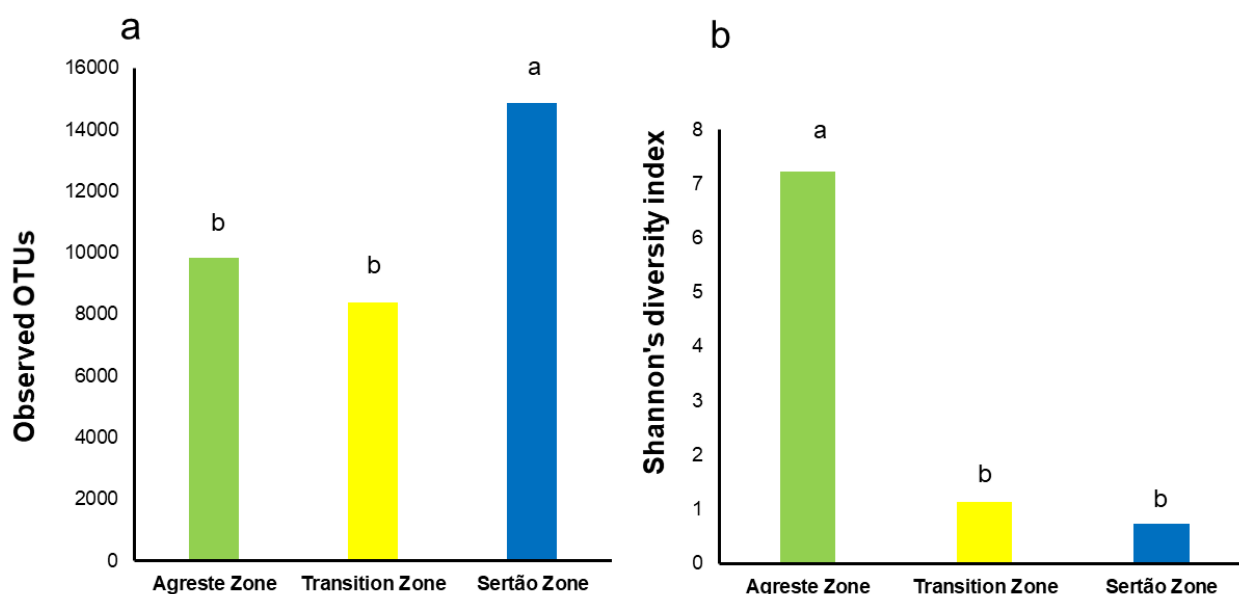 a
Observed OTUs
16000
14000
12000
10000
8000
6000
4000
2000
0
b
b
a
Agreste Zone Transition Zone Sertão Zone
b
Shannon's diversity index
8
7
6
5
4
3
2
1
0
a
b
b
Agreste Zone Transition Zone Sertão Zone